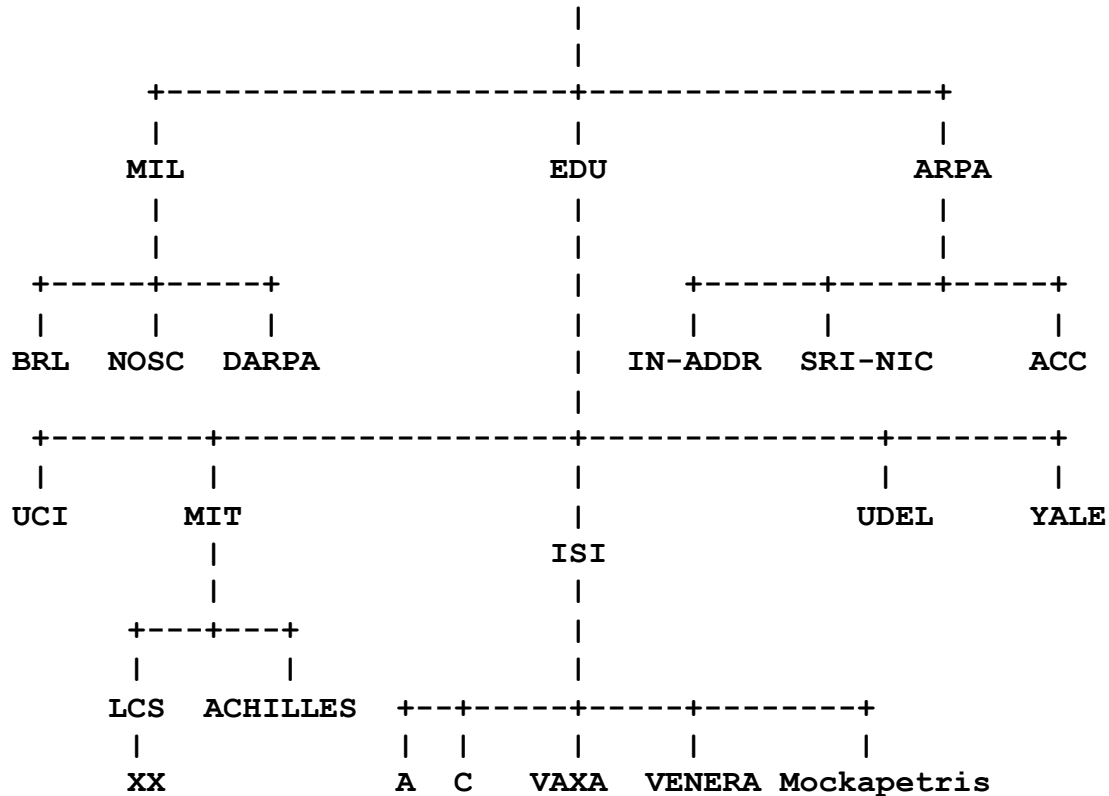 MIL EDU ARPA
BRL NOSC DARPA IN-ADDR SRI-NIC ACC
UCI MIT UDEL YALE
ISI
LCS ACHILLES
XX A C VAXA VENERA Mockapetris